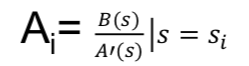 Aᵢ= B(s)/A′(s) |s = sᵢ